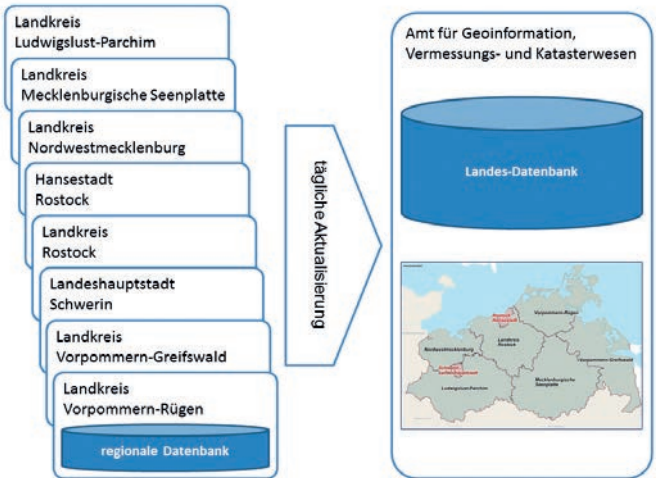 Landkreis
Ludwigslust-Parchim
Landkreis
Mecklenburgische Seenplatte
Landkreis
Nordwestmecklenburg
Hansestadt
Rostock
Landkreis
Rostock
Landeshauptstadt
Schwerin
Landkreis
Vorpommern-Greifswald
Landkreis
Vorpommern-Rügen
regionale Datenbank
tägliche Aktualisierung
Amt für Geoinformation,
Vermessungs- und Katasterwesen
Landes-Datenbank
Vorpommern-Rügen
Landkreis
Rostock
Nordwestmecklenburg
Vorpommern-Greifswald
Ludwigslust-Parchim
Mecklenburgische
Seenplatte